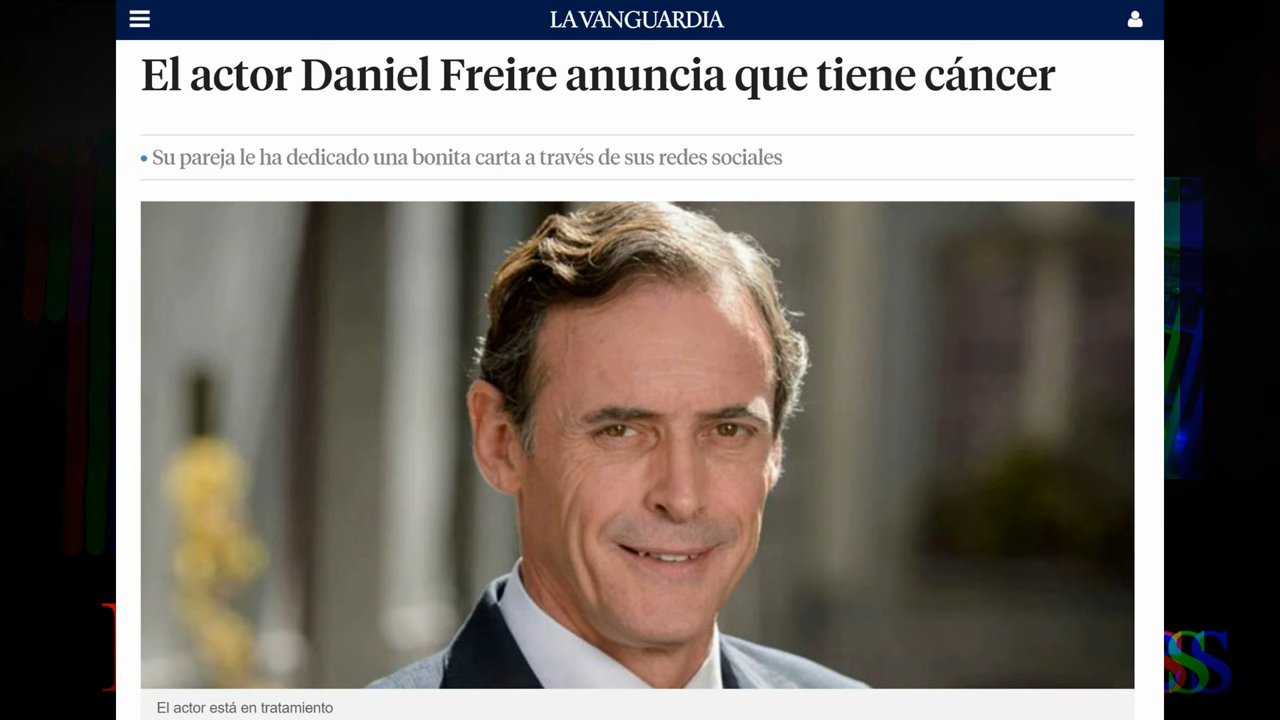 LA VANGUARDIA
El actor Daniel Freire anuncia que tiene cáncer
• Su pareja le ha dedicado una bonita carta a través de sus redes sociales
El actor está en tratamiento